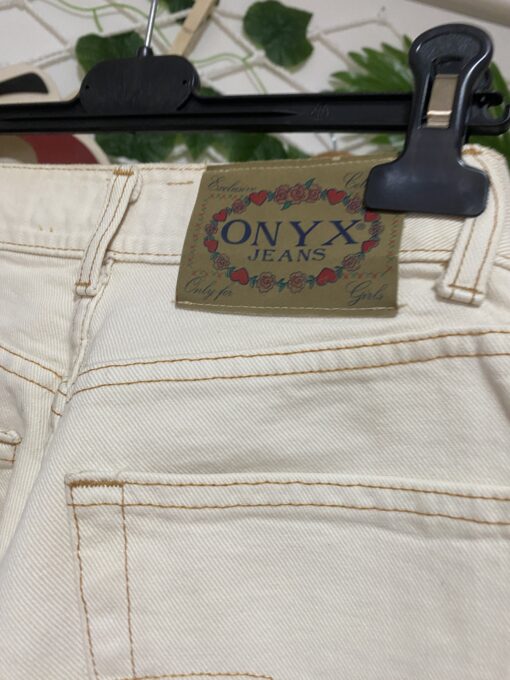 Exclusive
ONYX®
JEANS
Only for Girls